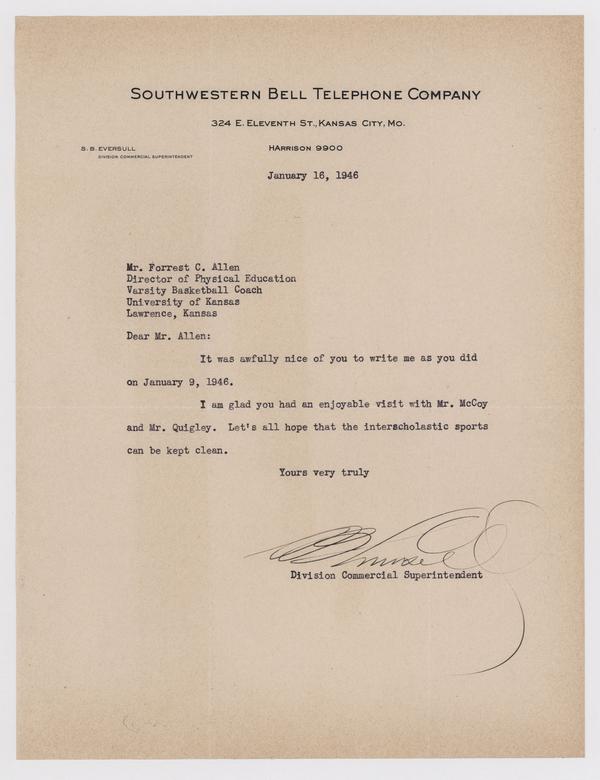 SOUTHWESTERN BELL TELEPHONE COMPANY
324 E. ELEVENTH ST., KANSAS CITY, MO.
S. B. EVERSULL
DIVISION COMMERCIAL SUPERINTENDENT
HARRISON 9900
January 16, 1946
Mr. Forrest C. Allen
Director of Physical Education
Varsity Basketball Coach
University of Kansas
Lawrence, Kansas
Dear Mr. Allen:
It was awfully nice of you to write me as you did
on January 9, 1946.
I am glad you had an enjoyable visit with Mr. McCoy
and Mr. Quigley. Let's all hope that the interscholastic sports
can be kept clean.
Yours very truly
Division Commercial Superintendent